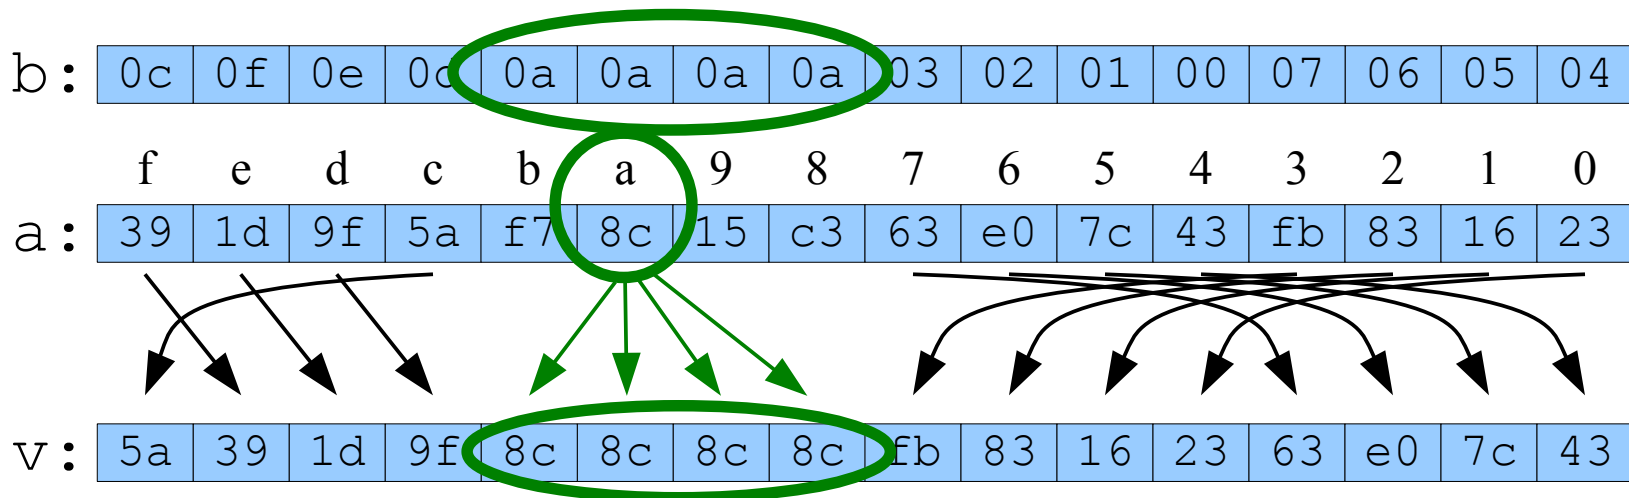 b: 0c 0f 0e 0d 0a 0a 0a 0a 03 02 01 00 07 06 05 04
f e d c b a 9 8 7 6 5 4 3 2 1 0
a: 39 1d 9f 5a f7 8c 15 c3 63 e0 7c 43 fb 83 16 23
v: 5a 39 1d 9f 8c 8c 8c 8c fb 83 16 23 63 e0 7c 43